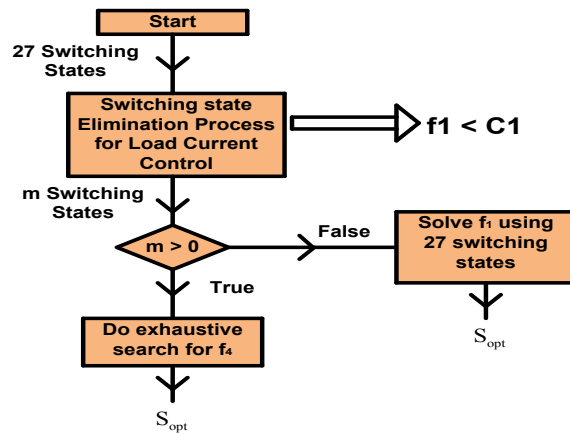 Start
27 Switching
States
Switching state
Elimination Process
for Load Current
Control
f1 < C1
m Switching
States
m > 0
False
Solve f₁ using
27 switching
states
True
Do exhaustive
search for f₄
Sopt
Sopt